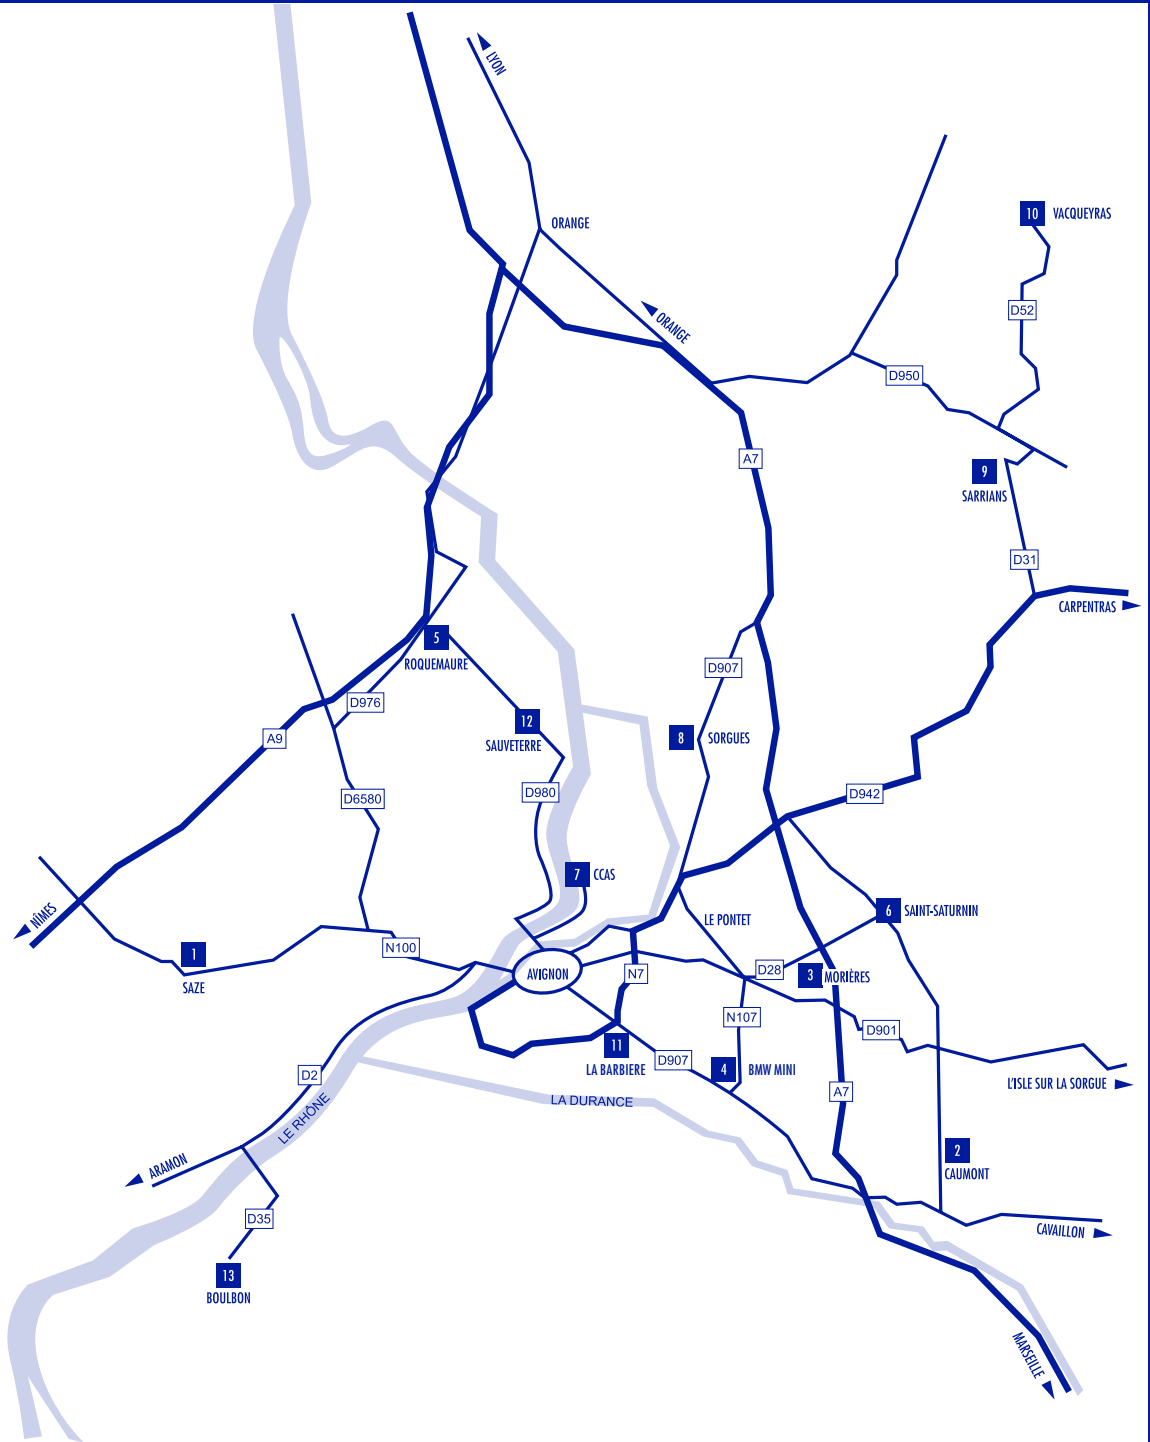 LYON
10 VACQUEYRAS
ORANGE
D52
ORANGE
D950
A7
9
SARRIANS
D31
CARPENTRAS
5
ROQUEMAURE
D907
D976
12
SAUVETERRE
8 SORGUES
A9
D6580
D980
D942
7 CCAS
NÎMES
LE PONTET
6 SAINT-SATURNIN
N100
1
SAZE
AVIGNON
N7
D28
3 MORIÈRES
N107
D901
11
LA BARBIERE
D907
4 BMW MINI
D2
L'ISLE SUR LA SORGUE
A7
LA DURANCE
LE RHÔNE
ARAMON
2
CAUMONT
D35
CAVAILLON
13
BOULBON
MARSEILLE